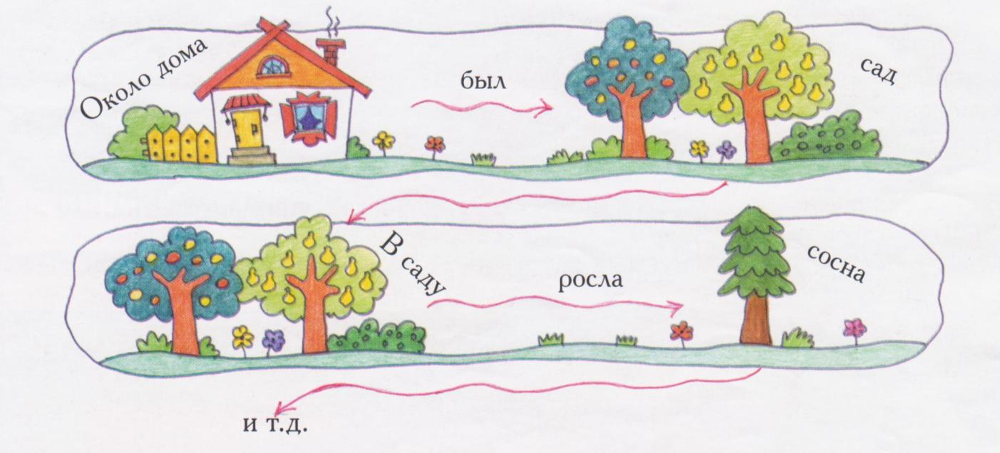 Около дома
был
сад
В саду
росла
сосна
и т.д.